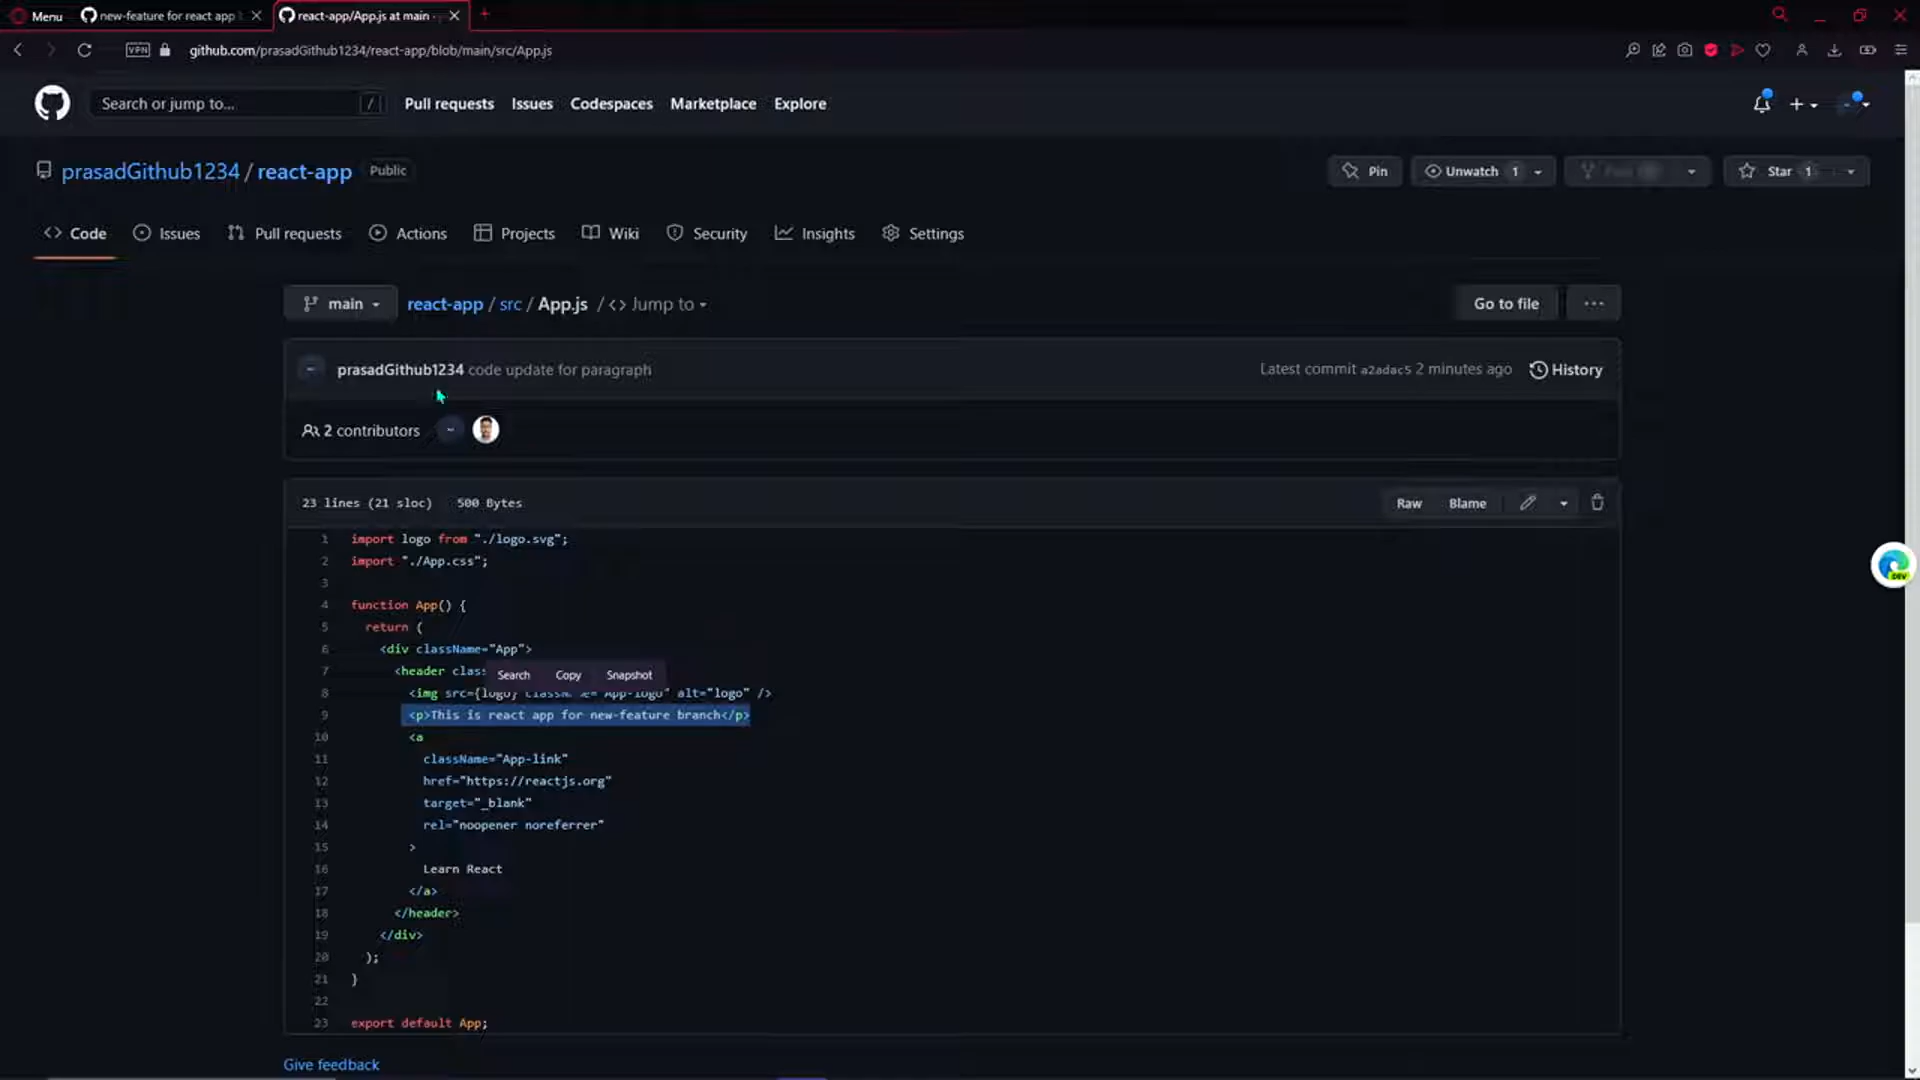 Menu new-feature for react app react-app/App.js at main ·
VPN github.com/prasadGithub1234/react-app/blob/main/src/App.js
Search or jump to... / Pull requests Issues Codespaces Marketplace Explore
prasadGithub1234 / react-app Public Pin Unwatch 1 Star 1
Code Issues Pull requests Actions Projects Wiki Security Insights Settings
main react-app / src / App.js / <> Jump to Go to file ...
prasadGithub1234 code update for paragraph Latest commit a2adac5 2 minutes ago History
2 contributors
23 lines (21 sloc) 500 Bytes Raw Blame
1 import logo from "./logo.svg";
2 import "./App.css";
3
4 function App() {
5 return (
6 <div className="App">
7 <header class
Search Copy Snapshot
8 <img src={logo} className="App-logo" alt="logo" />
9 <p>This is react app for new-feature branch</p>
10 <a
11 className="App-link"
12 href="https://reactjs.org"
13 target="_blank"
14 rel="noopener noreferrer"
15 >
16 Learn React
17 </a>
18 </header>
19 </div>
20 );
21 }
22
23 export default App;
Give feedback
DEV